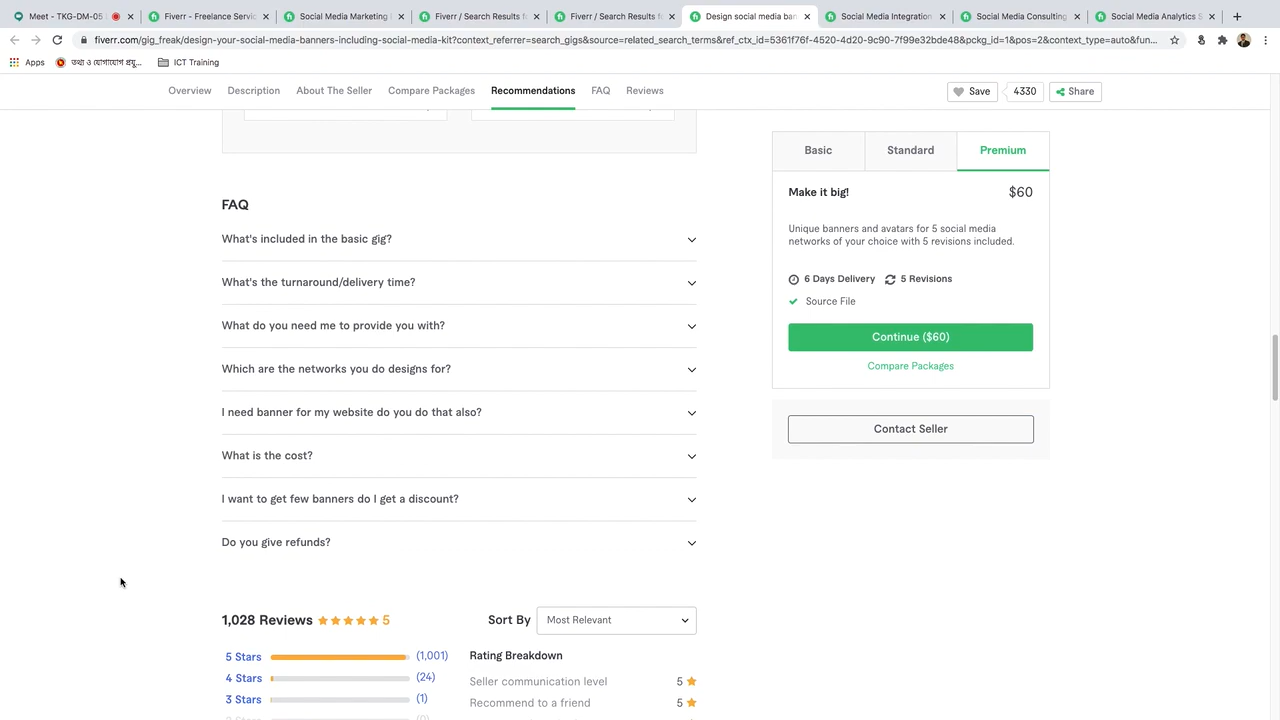 Meet - TKG-DM-05
Fiverr - Freelance Servic
Social Media Marketing
Fiverr / Search Results fo
Fiverr / Search Results fo
Design social media ban
Social Media Integration
Social Media Consulting
Social Media Analytics S
fiverr.com/gig_freak/design-your-social-media-banners-including-social-media-kit?context_referrer=search_gigs&source=related_search_terms&ref_ctx_id=5361f76f-4520-4d20-9c90-7f99e32bde48&pckg_id=1&pos=2&context_type=auto&fun...
Apps
তথ্য ও যোগাযোগ প্রযু...
ICT Training
Overview
Description
About The Seller
Compare Packages
Recommendations
FAQ
Reviews
Save
4330
Share
Basic
Standard
Premium
Make it big!
$60
Unique banners and avatars for 5 social media
networks of your choice with 5 revisions included.
6 Days Delivery
5 Revisions
Source File
Continue ($60)
Compare Packages
Contact Seller
FAQ
What's included in the basic gig?
What's the turnaround/delivery time?
What do you need me to provide you with?
Which are the networks you do designs for?
I need banner for my website do you do that also?
What is the cost?
I want to get few banners do I get a discount?
Do you give refunds?
1,028 Reviews
5
Sort By
Most Relevant
5 Stars
(1,001)
4 Stars
(24)
3 Stars
(1)
Rating Breakdown
Seller communication level
5
Recommend to a friend
5